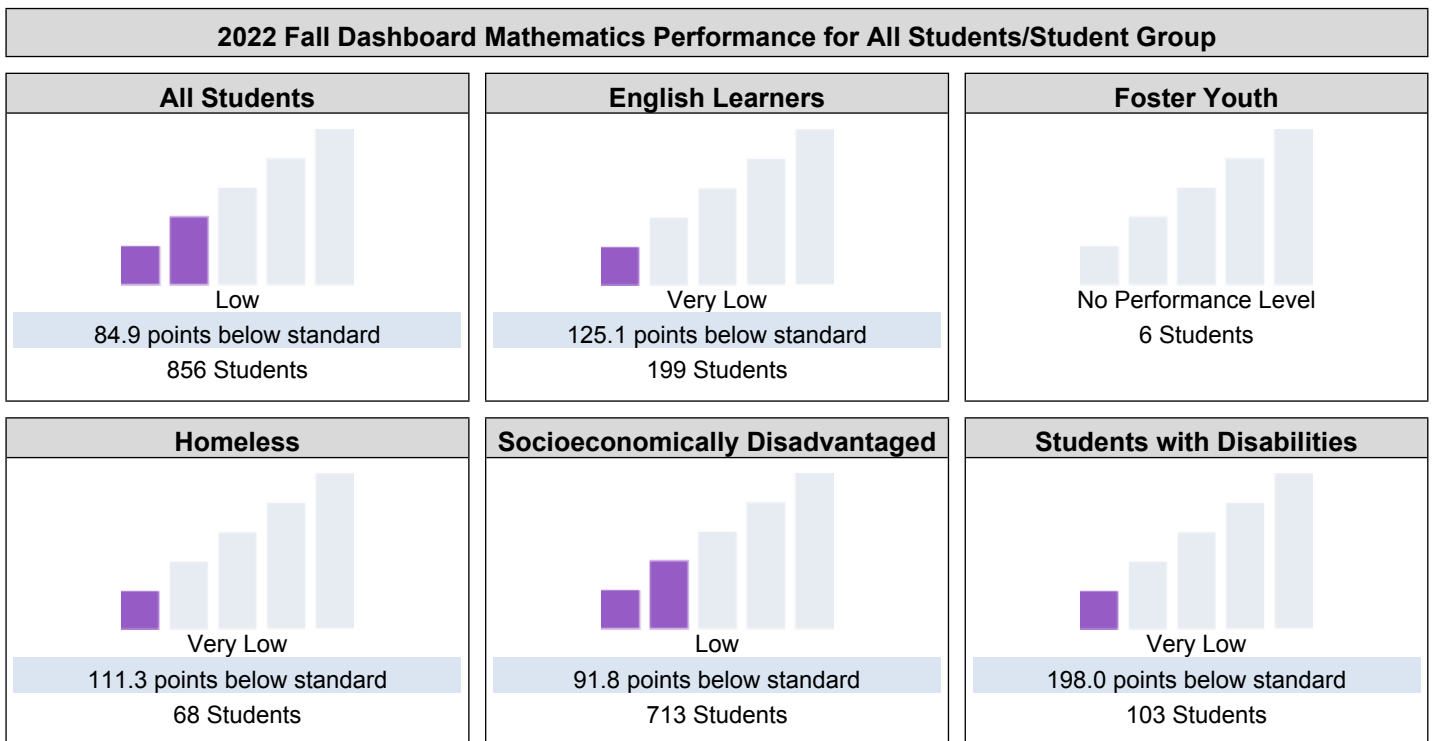 2022 Fall Dashboard Mathematics Performance for All Students/Student Group
All Students
Low
84.9 points below standard
856 Students
English Learners
Very Low
125.1 points below standard
199 Students
Foster Youth
No Performance Level
6 Students
Homeless
Very Low
111.3 points below standard
68 Students
Socioeconomically Disadvantaged
Low
91.8 points below standard
713 Students
Students with Disabilities
Very Low
198.0 points below standard
103 Students